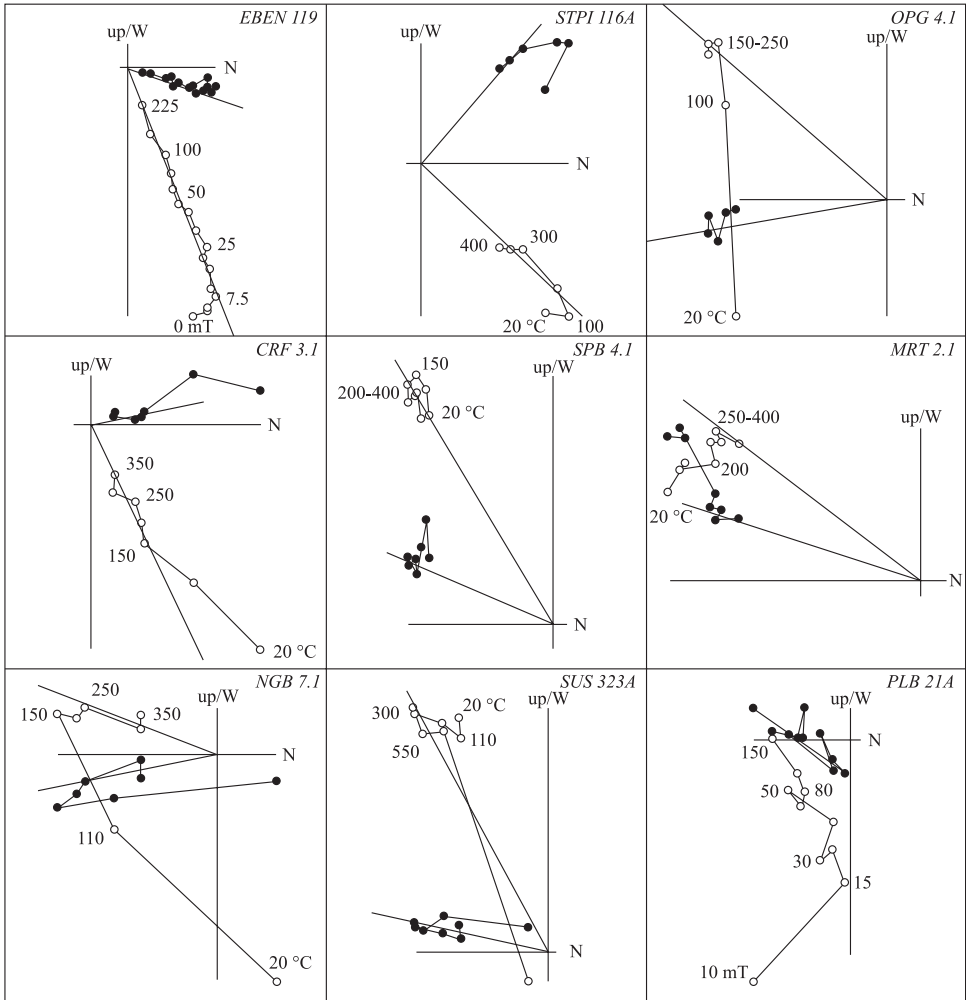 EBEN 119
up/W
N
225
100
50
25
7.5
0 mT
STPI 116A
up/W
N
400
300
20 °C
100
OPG 4.1
up/W
150-250
100
N
20 °C
CRF 3.1
up/W
N
350
250
150
20 °C
SPB 4.1
up/W
150
200-400
20 °C
N
MRT 2.1
up/W
250-400
200
20 °C
N
NGB 7.1
up/W
250
150
350
N
110
20 °C
SUS 323A
up/W
20 °C
300
110
550
N
PLB 21A
up/W
N
150
50
80
30
15
10 mT